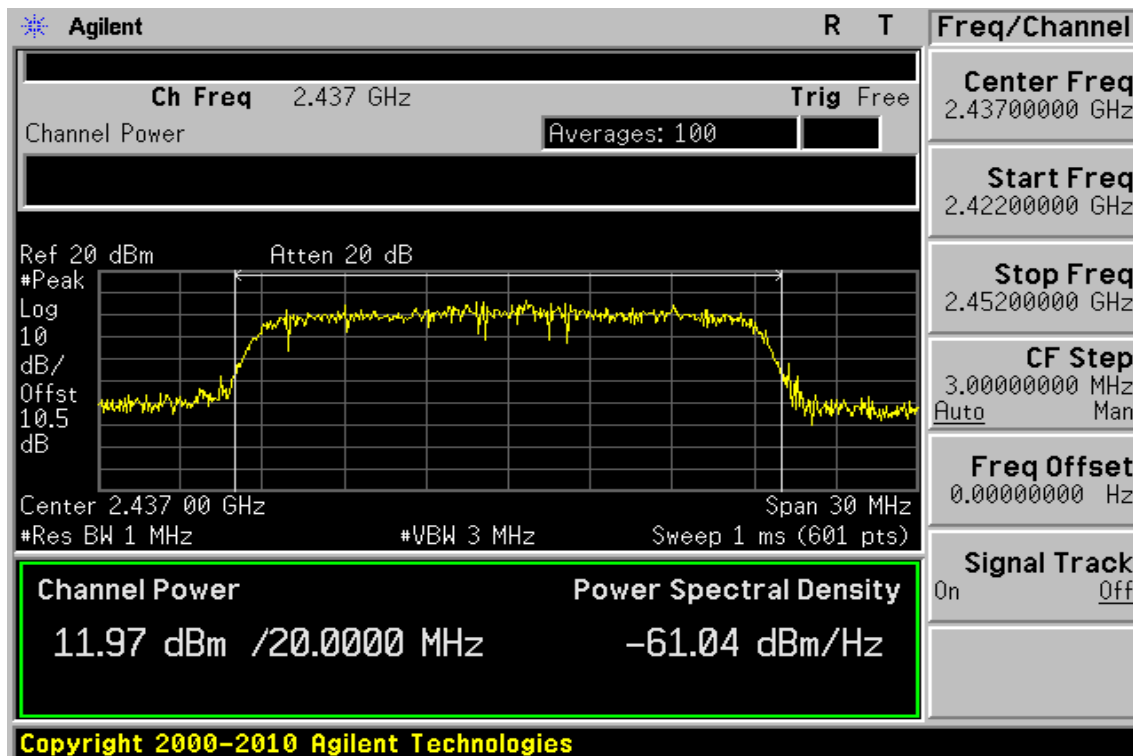 Agilent R T Freq/Channel
Ch Freq 2.437 GHz Trig Free
Channel Power Averages: 100
Center Freq
2.43700000 GHz
Start Freq
2.42200000 GHz
Stop Freq
2.45200000 GHz
CF Step
3.00000000 MHz
Auto Man
Freq Offset
0.00000000 Hz
Signal Track
On Off
Ref 20 dBm Atten 20 dB
#Peak
Log
10
dB/
Offst
10.5
dB
Center 2.437 00 GHz Span 30 MHz
#Res BW 1 MHz #VBW 3 MHz Sweep 1 ms (601 pts)
Channel Power Power Spectral Density
11.97 dBm /20.0000 MHz -61.04 dBm/Hz
Copyright 2000-2010 Agilent Technologies